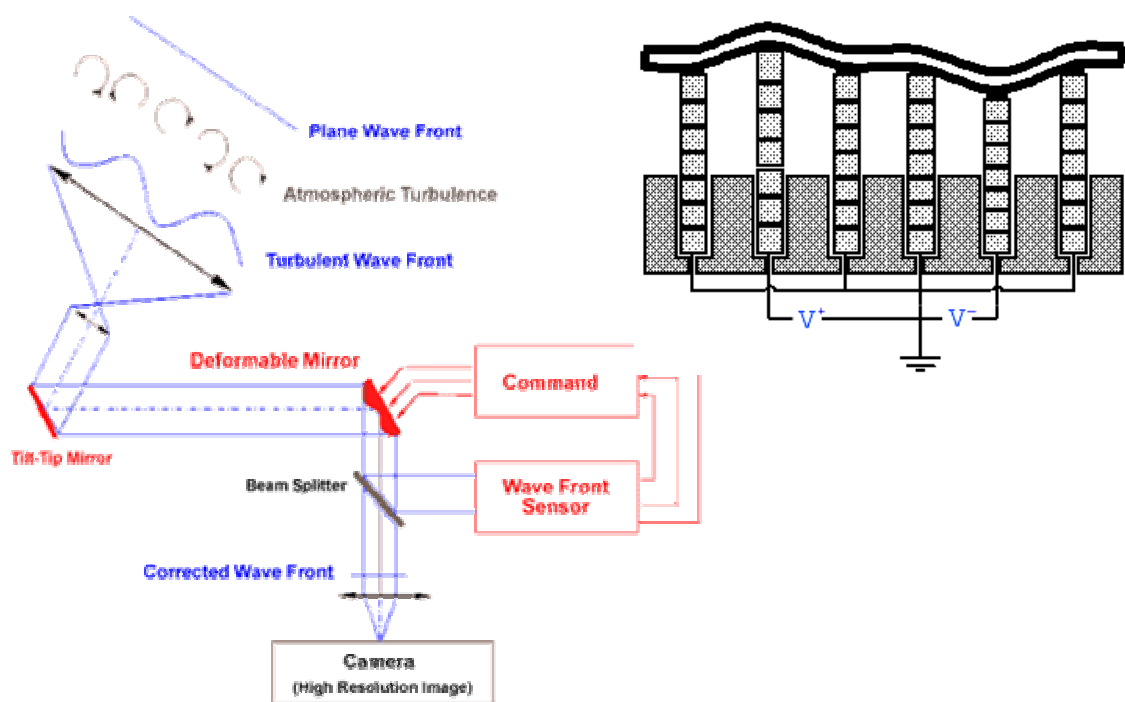 Plane Wave Front
Atmospheric Turbulence
Turbulent Wave Front
Deformable Mirror
Command
Tilt-Tip Mirror
Beam Splitter
Wave Front
Sensor
Corrected Wave Front
Camera
(High Resolution Image)
V+
V−